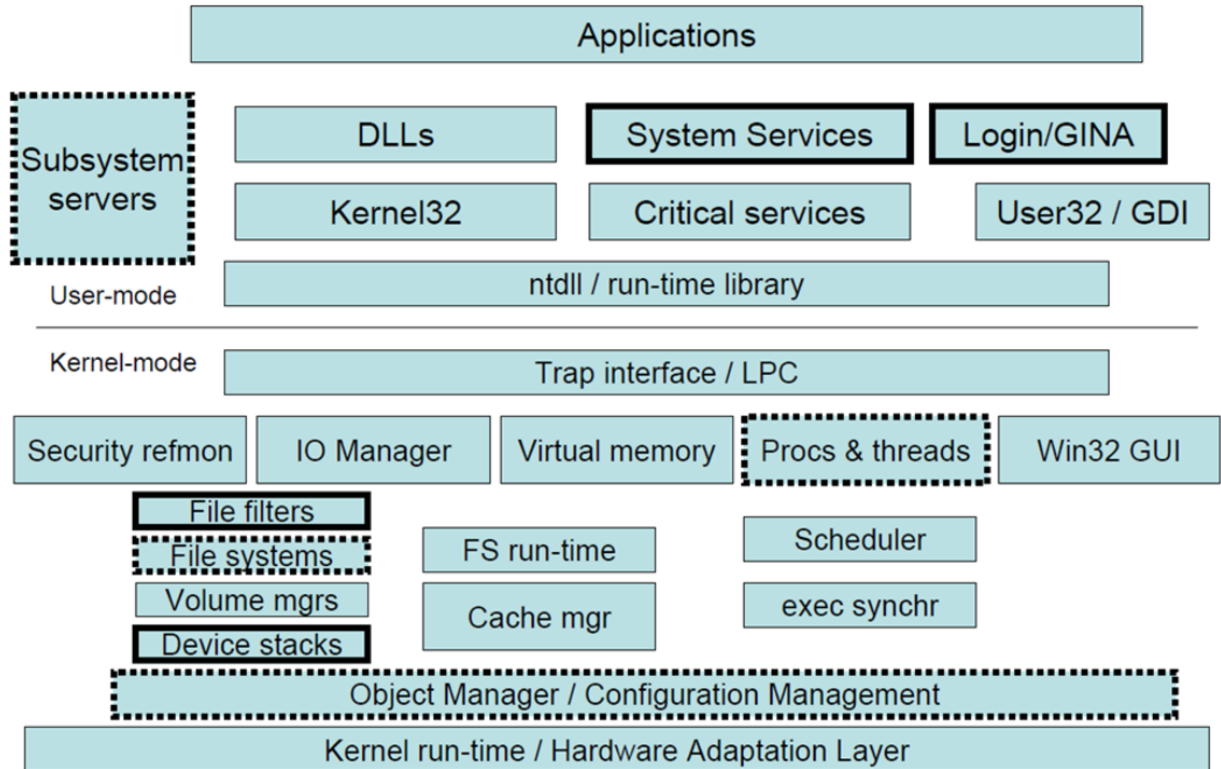 Applications
Subsystem
servers
DLLs
System Services
Login/GINA
Kernel32
Critical services
User32 / GDI
ntdll / run-time library
User-mode
Kernel-mode
Trap interface / LPC
Security refmon
IO Manager
Virtual memory
Procs & threads
Win32 GUI
File filters
File systems
Volume mgrs
Device stacks
FS run-time
Cache mgr
Scheduler
exec synchr
Object Manager / Configuration Management
Kernel run-time / Hardware Adaptation Layer